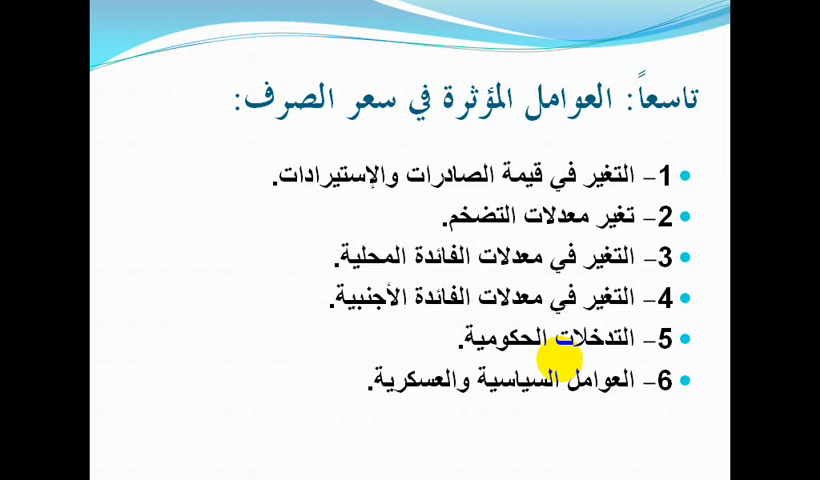 تاسعاً: العوامل المؤثرة في سعر الصرف:
1- التغير في قيمة الصادرات والإستيرادات.
2- تغير معدلات التضخم.
3- التغير في معدلات الفائدة المحلية.
4- التغير في معدلات الفائدة الأجنبية.
5- التدخلات الحكومية.
6- العوامل السياسية والعسكرية.